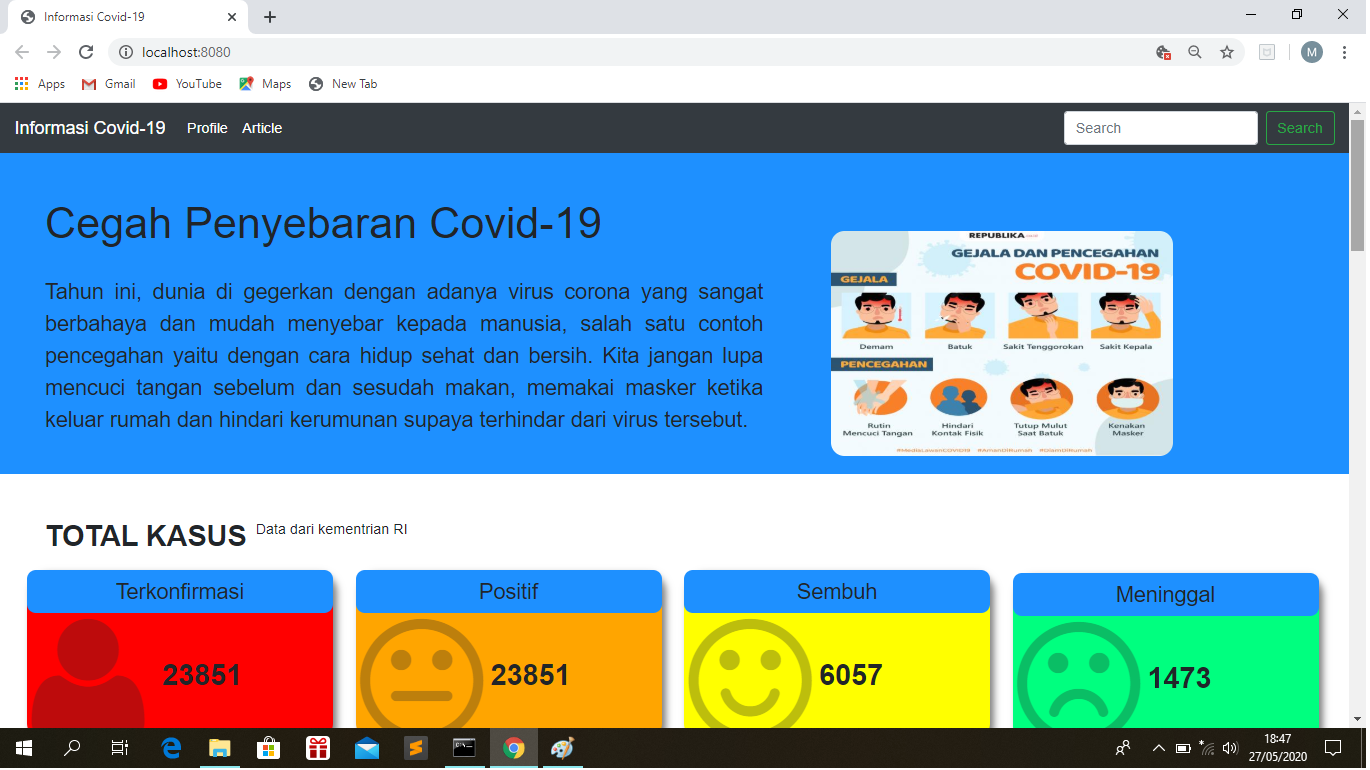 Informasi Covid-19
localhost:8080
M
Apps
Gmail
YouTube
Maps
New Tab
Informasi Covid-19
Profile
Article
Search
Search
Cegah Penyebaran Covid-19
Tahun ini, dunia di gegerkan dengan adanya virus corona yang sangat
berbahaya dan mudah menyebar kepada manusia, salah satu contoh
pencegahan yaitu dengan cara hidup sehat dan bersih. Kita jangan lupa
mencuci tangan sebelum dan sesudah makan, memakai masker ketika
keluar rumah dan hindari kerumunan supaya terhindar dari virus tersebut.
REPUBLIKA
GEJALA DAN PENCEGAHAN
COVID-19
GEJALA
Demam
Batuk
Sakit Tenggorokan
Sakit Kepala
PENCEGAHAN
Rutin
Mencuci Tangan
Hindari
Kontak Fisik
Tutup Mulut
Saat Batuk
Kenakan
Masker
#MediaLawanCOVID19 #AmanDiRumah #DiamDiRumah
TOTAL KASUS
Data dari kementrian RI
Terkonfirmasi
23851
Positif
23851
Sembuh
6057
Meninggal
1473
18:47
27/05/2020